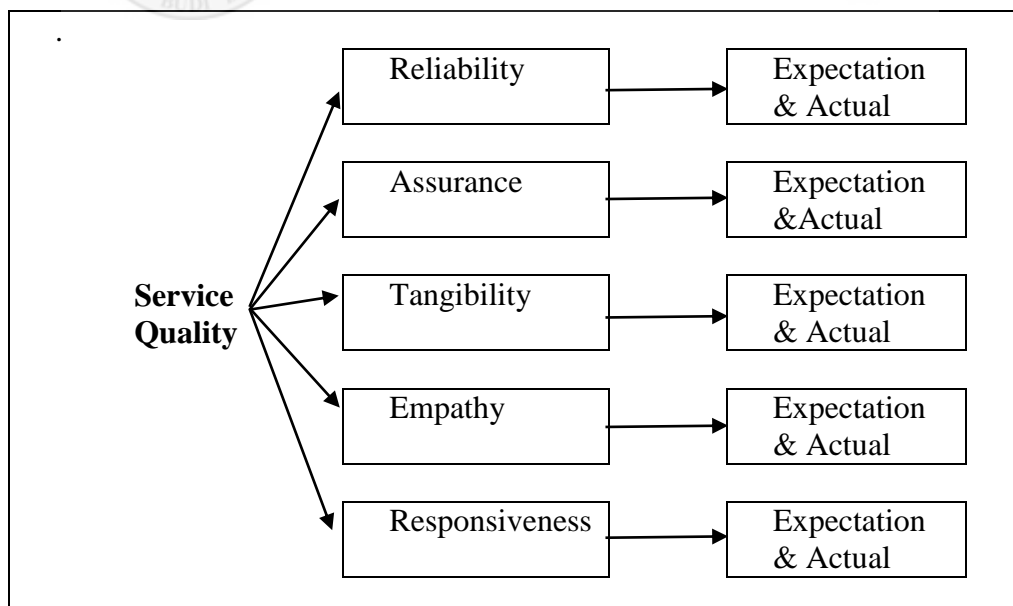 .
Reliability
Expectation
& Actual
Assurance
Expectation
&Actual
Service
Quality
Tangibility
Expectation
& Actual
Empathy
Expectation
& Actual
Responsiveness
Expectation
& Actual